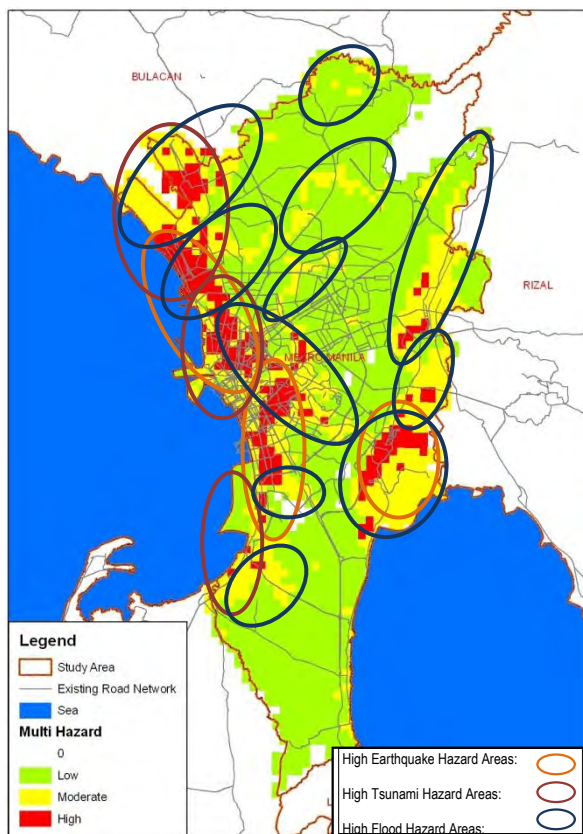 BULACAN
RIZAL
METRO MANILA
Legend
Study Area
Existing Road Network
Sea
Multi Hazard
0
Low
Moderate
High
High Earthquake Hazard Areas:
High Tsunami Hazard Areas:
High Flood Hazard Areas: